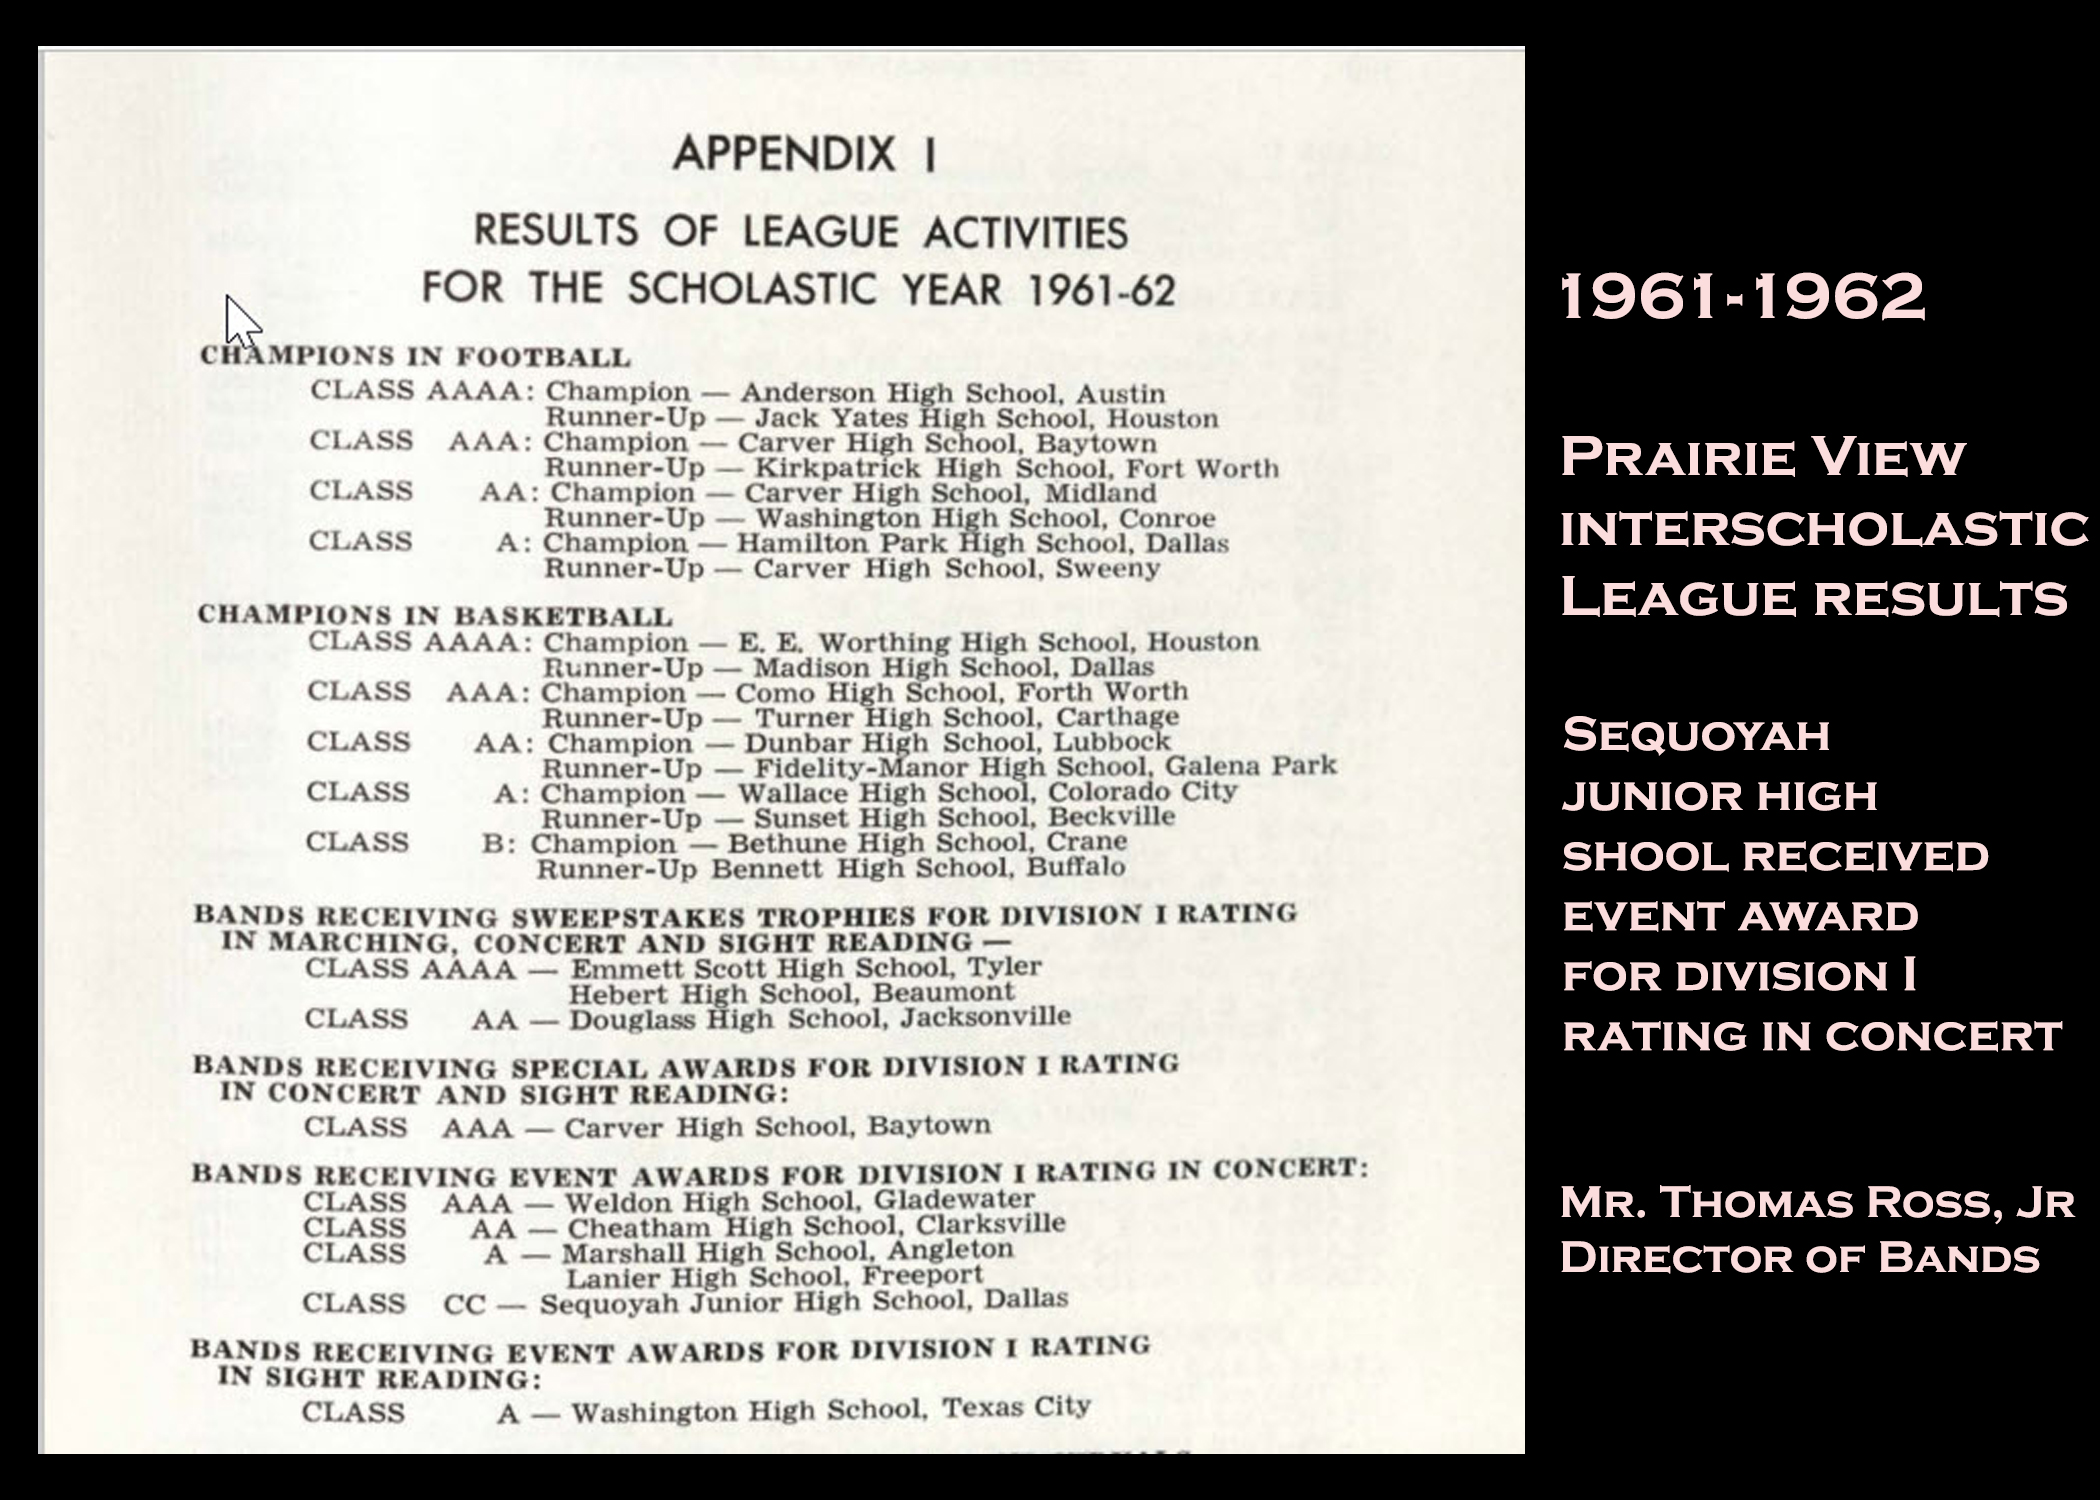 APPENDIX I
RESULTS OF LEAGUE ACTIVITIES
FOR THE SCHOLASTIC YEAR 1961-62
CHAMPIONS IN FOOTBALL
CLASS AAAA: Champion — Anderson High School, Austin
Runner-Up — Jack Yates High School, Houston
CLASS AAA: Champion — Carver High School, Baytown
Runner-Up — Kirkpatrick High School, Fort Worth
CLASS AA: Champion — Carver High School, Midland
Runner-Up — Washington High School, Conroe
CLASS A: Champion — Hamilton Park High School, Dallas
Runner-Up — Carver High School, Sweeny
CHAMPIONS IN BASKETBALL
CLASS AAAA: Champion — E. E. Worthing High School, Houston
Runner-Up — Madison High School, Dallas
CLASS AAA: Champion — Como High School, Forth Worth
Runner-Up — Turner High School, Carthage
CLASS AA: Champion — Dunbar High School, Lubbock
Runner-Up — Fidelity-Manor High School, Galena Park
CLASS A: Champion — Wallace High School, Colorado City
Runner-Up — Sunset High School, Beckville
CLASS B: Champion — Bethune High School, Crane
Runner-Up Bennett High School, Buffalo
BANDS RECEIVING SWEEPSTAKES TROPHIES FOR DIVISION I RATING
IN MARCHING, CONCERT AND SIGHT READING —
CLASS AAAA — Emmett Scott High School, Tyler
Hebert High School, Beaumont
CLASS AA — Douglass High School, Jacksonville
BANDS RECEIVING SPECIAL AWARDS FOR DIVISION I RATING
IN CONCERT AND SIGHT READING:
CLASS AAA — Carver High School, Baytown
BANDS RECEIVING EVENT AWARDS FOR DIVISION I RATING IN CONCERT:
CLASS AAA — Weldon High School, Gladewater
CLASS AA — Cheatham High School, Clarksville
CLASS A — Marshall High School, Angleton
Lanier High School, Freeport
CLASS CC — Sequoyah Junior High School, Dallas
BANDS RECEIVING EVENT AWARDS FOR DIVISION I RATING
IN SIGHT READING:
CLASS A — Washington High School, Texas City
1961-1962
PRAIRIE VIEW
INTERSCHOLASTIC
LEAGUE RESULTS
SEQUOYAH
JUNIOR HIGH
SHOOL RECEIVED
EVENT AWARD
FOR DIVISION I
RATING IN CONCERT
MR. THOMAS ROSS, JR
DIRECTOR OF BANDS